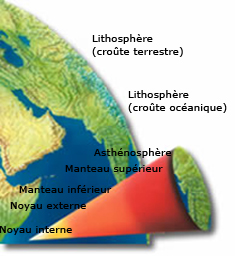 Lithosphère
(croûte terrestre)
Lithosphère
(croûte océanique)
Asthénosphère
Manteau supérieur
Manteau inférieur
Noyau externe
Noyau interne